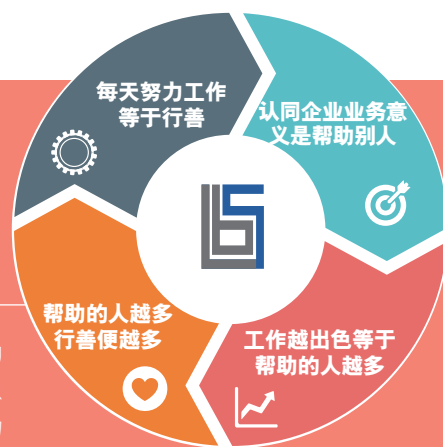 每天努力工作
等于行善
认同企业业务意
义是帮助别人
帮助的人越多
行善便越多
工作越出色等于
帮助的人越多